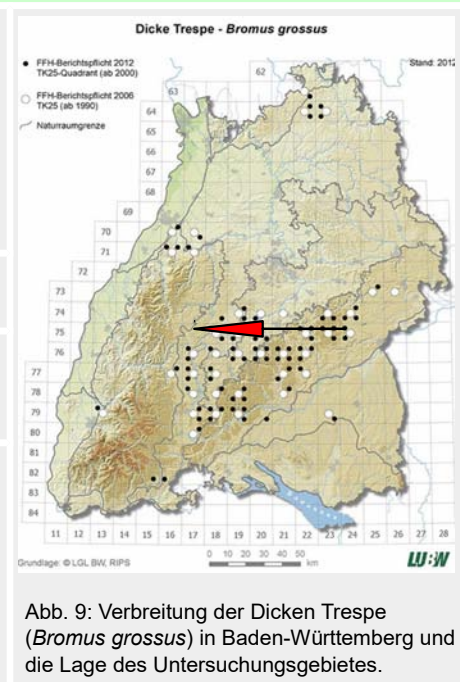 Dicke Trespe - Bromus grossus
FFH-Berichtspflicht 2012
TK25-Quadrant (ab 2000)
FFH-Berichtspflicht 2006
TK25 (ab 1990)
Naturraumgrenze
Stand: 2012
62
63
64
65
66
67
68
69
70
71
72
73
74
75
76
77
78
79
80
81
82
83
84
11 12 13 14 15 16 17 18 19 20 21 22 23 24 25 26 27 28
Grundlage: © LGL BW, RIPS
0 10 20 30 40 50
km
LUBW
Abb. 9: Verbreitung der Dicken Trespe
(Bromus grossus) in Baden-Württemberg und
die Lage des Untersuchungsgebietes.